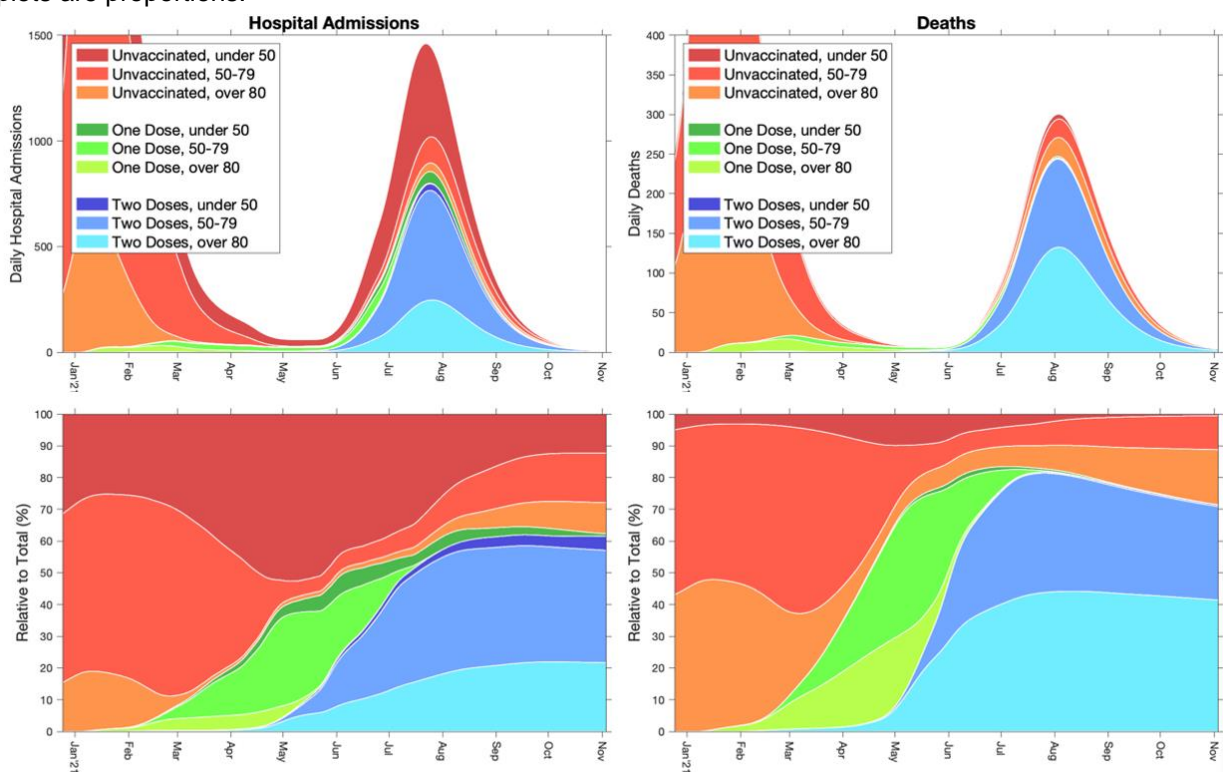 plots are proportions.
Hospital Admissions
Daily Hospital Admissions
1500
1000
500
0
Unvaccinated, under 50
Unvaccinated, 50-79
Unvaccinated, over 80
One Dose, under 50
One Dose, 50-79
One Dose, over 80
Two Doses, under 50
Two Doses, 50-79
Two Doses, over 80
Jan'21 Feb Mar Apr May Jun Jul Aug Sep Oct Nov
Deaths
Daily Deaths
400
350
300
250
200
150
100
50
0
Unvaccinated, under 50
Unvaccinated, 50-79
Unvaccinated, over 80
One Dose, under 50
One Dose, 50-79
One Dose, over 80
Two Doses, under 50
Two Doses, 50-79
Two Doses, over 80
Jan'21 Feb Mar Apr May Jun Jul Aug Sep Oct Nov
Relative to Total (%)
100
90
80
70
60
50
40
30
20
10
0
Jan'21 Feb Mar Apr May Jun Jul Aug Sep Oct Nov
Relative to Total (%)
100
90
80
70
60
50
40
30
20
10
0
Jan'21 Feb Mar Apr May Jun Jul Aug Sep Oct Nov